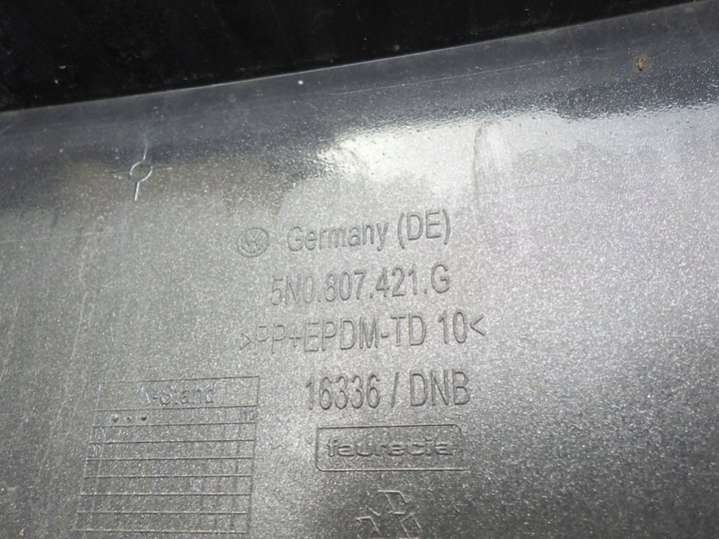 Germany (DE)
5N0.807.421.G
>PP+EPDM-TD 10<
16336 / DNB
faurecia